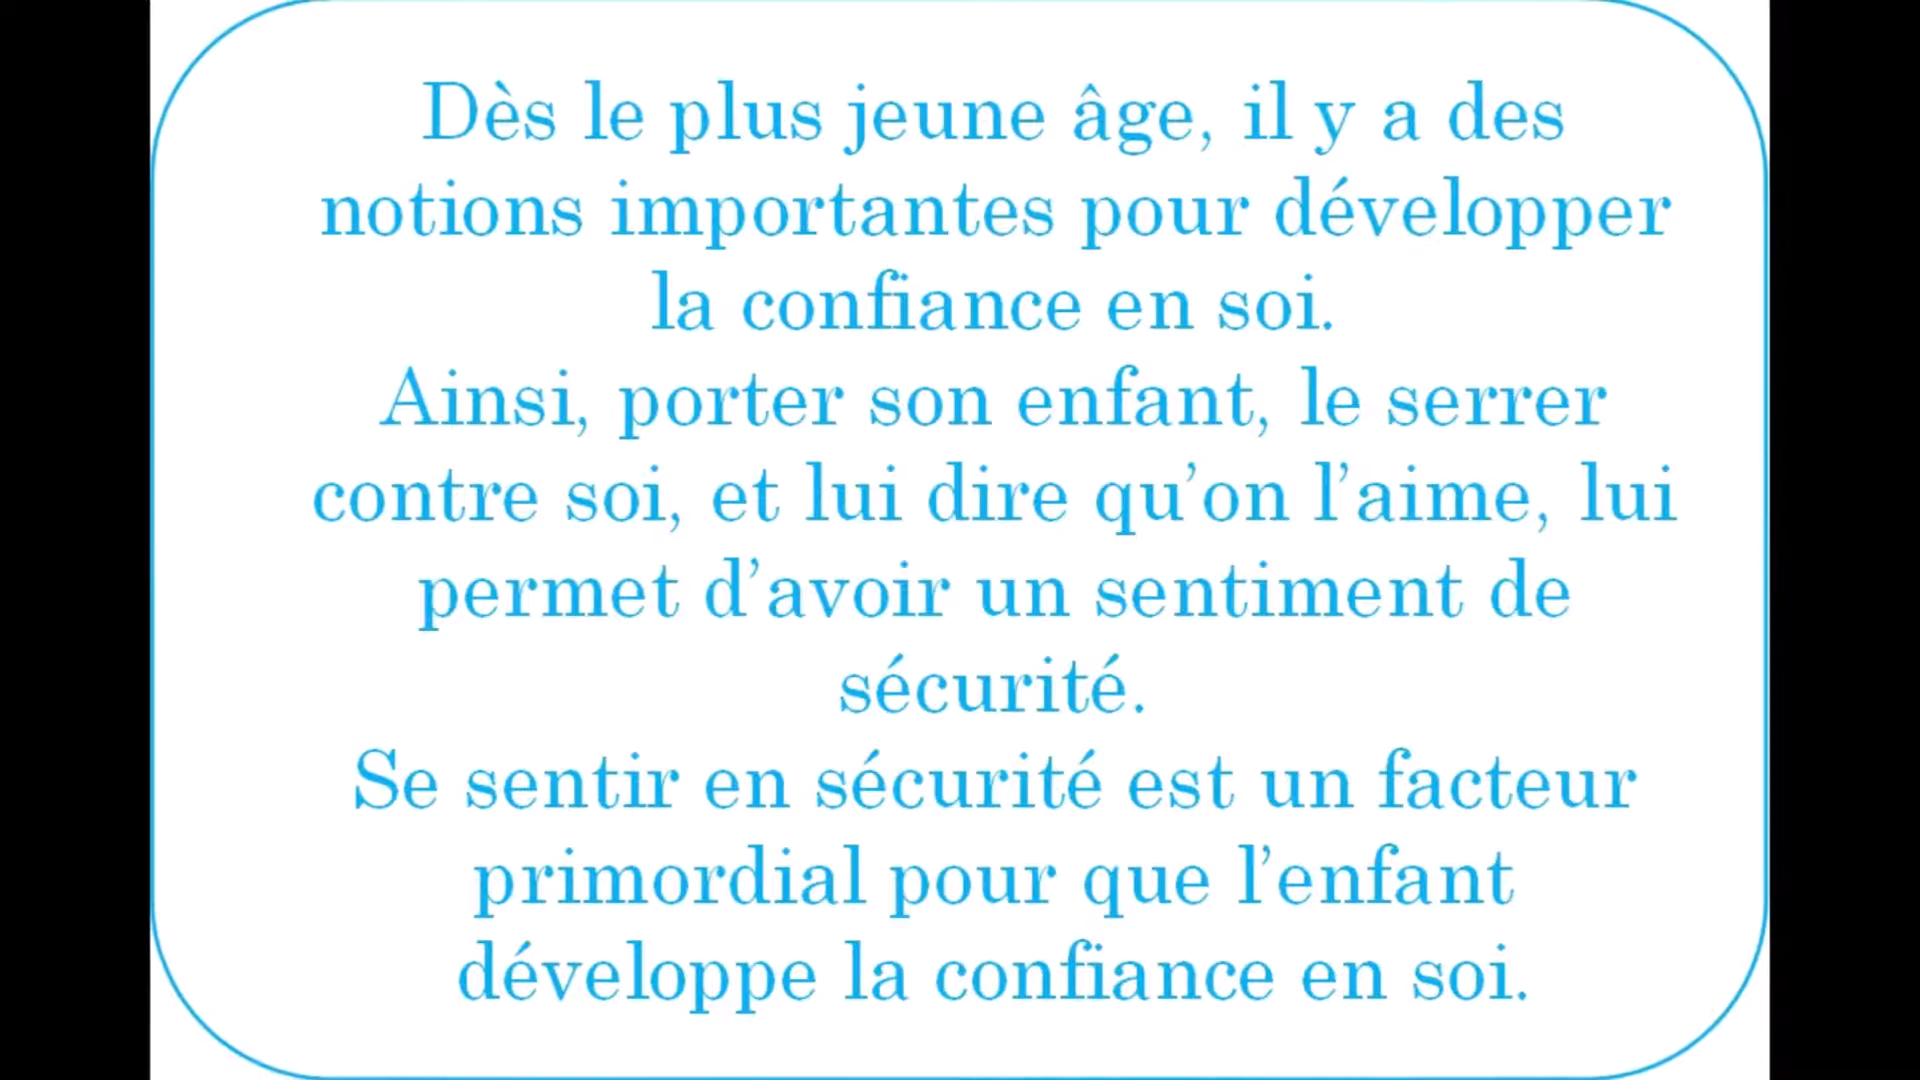 Dès le plus jeune âge, il y a des
notions importantes pour développer
la confiance en soi.
Ainsi, porter son enfant, le serrer
contre soi, et lui dire qu’on l’aime, lui
permet d’avoir un sentiment de
sécurité.
Se sentir en sécurité est un facteur
primordial pour que l’enfant
développe la confiance en soi.